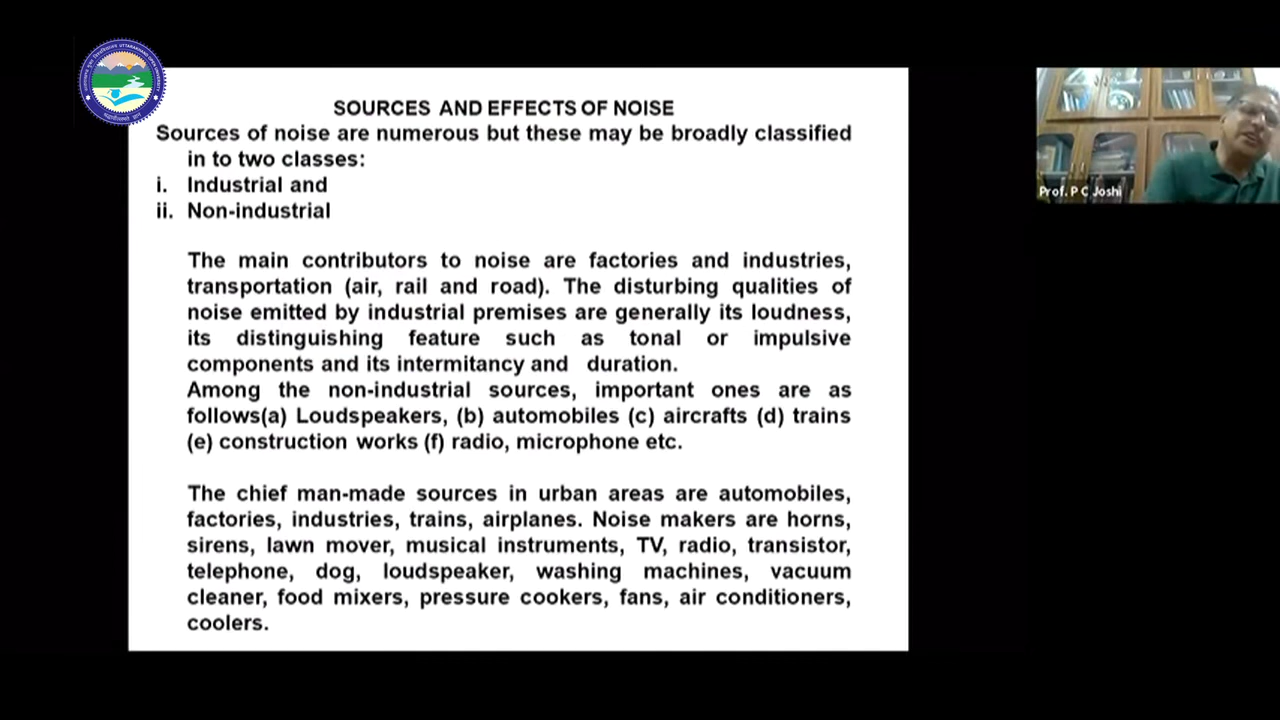 SOURCES AND EFFECTS OF NOISE
Sources of noise are numerous but these may be broadly classified
in to two classes:
i. Industrial and
ii. Non-industrial
The main contributors to noise are factories and industries,
transportation (air, rail and road). The disturbing qualities of
noise emitted by industrial premises are generally its loudness,
its distinguishing feature such as tonal or impulsive
components and its intermitancy and duration.
Among the non-industrial sources, important ones are as
follows(a) Loudspeakers, (b) automobiles (c) aircrafts (d) trains
(e) construction works (f) radio, microphone etc.
The chief man-made sources in urban areas are automobiles,
factories, industries, trains, airplanes. Noise makers are horns,
sirens, lawn mover, musical instruments, TV, radio, transistor,
telephone, dog, loudspeaker, washing machines, vacuum
cleaner, food mixers, pressure cookers, fans, air conditioners,
coolers.
Prof. P C Joshi